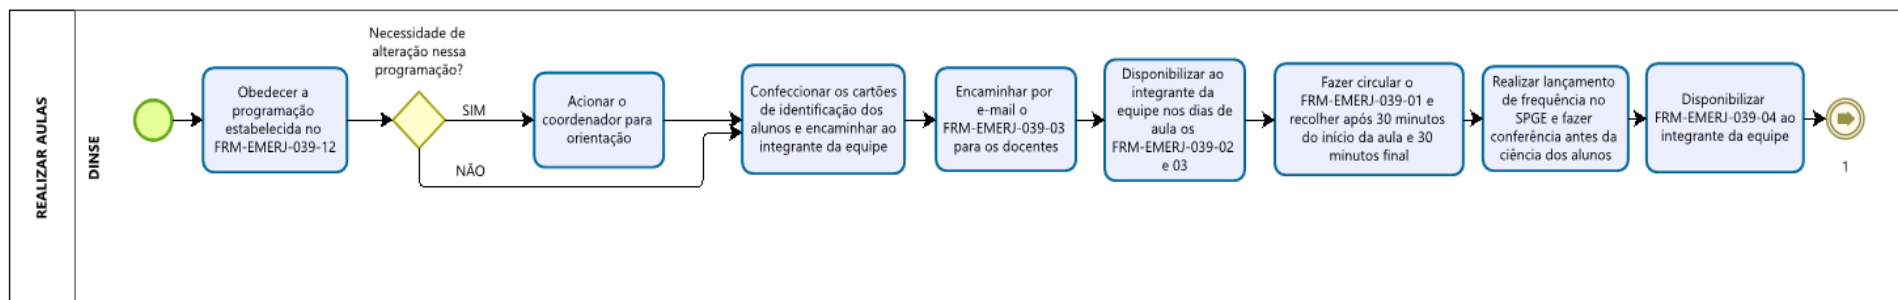 REALIZAR AULAS
DINSE
Obedecer a
programação
estabelecida no
FRM-EMERJ-039-12
Necessidade de
alteração nessa
programação?
SIM
NÃO
Acionar o
coordenador para
orientação
Confeccionar os cartões
de identificação dos
alunos e encaminhar ao
integrante da equipe
Encaminhar por
e-mail o
FRM-EMERJ-039-03
para os docentes
Disponibilizar ao
integrante da
equipe nos dias de
aula os
FRM-EMERJ-039-02
e 03
Fazer circular o
FRM-EMERJ-039-01 e
recolher após 30 minutos
do início da aula e 30
minutos final
Realizar lançamento
de frequência no
SPGE e fazer
conferência antes da
ciência dos alunos
Disponibilizar
FRM-EMERJ-039-04 ao
integrante da equipe
1